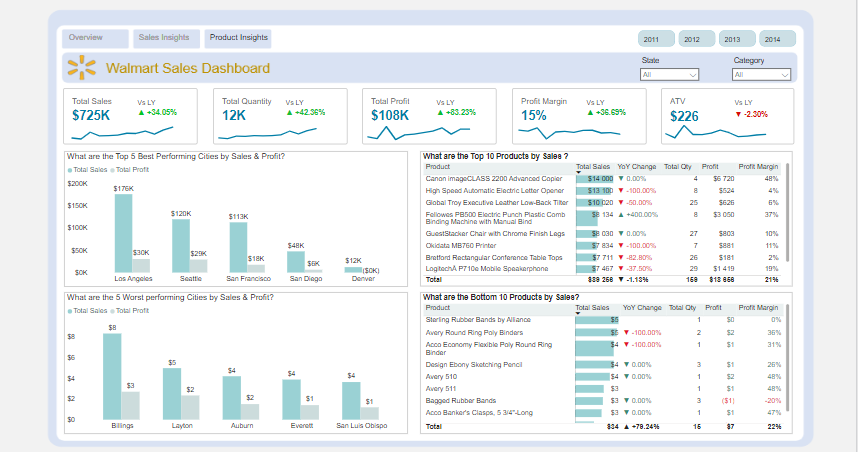 Overview Sales Insights Product Insights 2011 2012 2013 2014
Walmart Sales Dashboard
State
All
Category
All
Total Sales Vs LY
$725K ▲ +34.05%
Total Quantity Vs LY
12K ▲ +42.36%
Total Profit Vs LY
$108K ▲ +83.23%
Profit Margin Vs LY
15% ▲ +36.69%
ATV Vs LY
$226 ▼ -2.30%
What are the Top 5 Best Performing Cities by Sales & Profit?
Total Sales Total Profit
$200K
$150K
$100K
$50K
$0K
$176K $30K
$120K $29K
$113K $18K
$48K $6K
$12K ($0K)
Los Angeles Seattle San Francisco San Diego Denver
What are the Top 10 Products by Sales ?
Product Total Sales YoY Change Total Qty Profit Profit Margin
Canon imageCLASS 2200 Advanced Copier $14 000 ▼ 0.00% 4 $6 720 48%
High Speed Automatic Electric Letter Opener $13 100 ▼ -100.00% 8 $524 4%
Global Troy Executive Leather Low-Back Tilter $10 020 ▼ -50.00% 25 $626 6%
Fellowes PB500 Electric Punch Plastic Comb
Binding Machine with Manual Bind
$8 134 ▲ +400.00% 8 $3 050 37%
GuestStacker Chair with Chrome Finish Legs $8 030 ▼ 0.00% 27 $803 10%
Okidata MB760 Printer $7 834 ▼ -100.00% 7 $881 11%
Bretford Rectangular Conference Table Tops $7 711 ▼ -82.80% 26 $181 2%
LogitechÂ P710e Mobile Speakerphone $7 467 ▼ -37.50% 29 $1 419 19%
Total $89 256 ▼ -1.13% 159 21%
What are the 5 Worst performing Cities by Sales & Profit?
Total Sales Total Profit
$8
$6
$4
$2
$0
$8 $3
$5 $2
$4 $2
$4 $1
$4 $1
Billings Layton Auburn Everett San Luis Obispo
What are the Bottom 10 Products by Sales?
Product Total Sales YoY Change Total Qty Profit Profit Margin
Sterling Rubber Bands by Alliance $5 1 $0 0%
Avery Round Ring Poly Binders ▼ -100.00% 2 $2 36%
Acco Economy Flexible Poly Round Ring
Binder
$4 ▼ -100.00% 1 $1 31%
Design Ebony Sketching Pencil $4 ▼ 0.00% 3 $1 26%
Avery 510 $4 ▼ 0.00% 1 $2 48%
Avery 511 $3 1 $1 48%
Bagged Rubber Bands $3 ▼ 0.00% 3 ($1) -20%
Acco Banker's Clasps, 5 3/4"-Long $3 ▼ 0.00% 1 $1 47%
Total $34 ▲ +79.24% 15 $7 22%